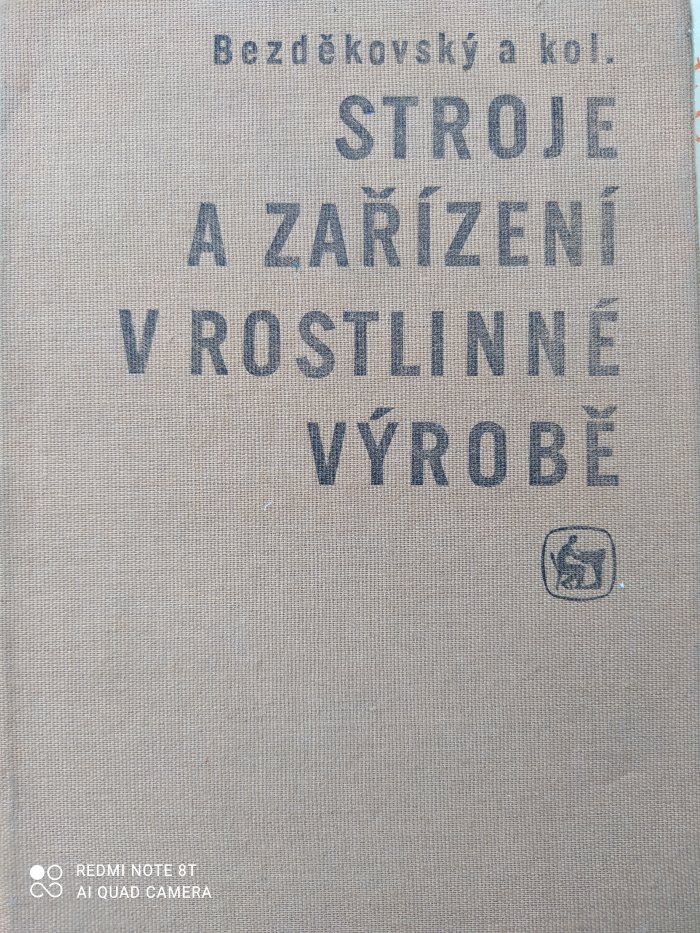 Bezděkovský a kol.
STROJE
A ZAŘÍZENÍ
V ROSTLINNÉ
VÝROBĚ
REDMI NOTE 8T
AI QUAD CAMERA